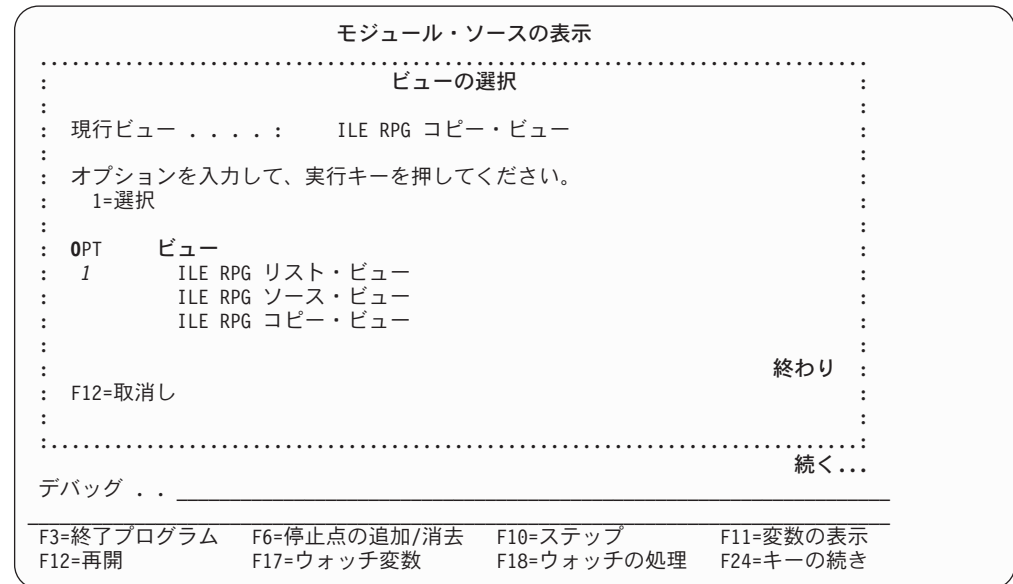 モジュール・ソースの表示
..............................................................................
: ビューの選択 :
: :
: 現行ビュー . . . . : ILE RPG コピー・ビュー :
: :
: オプションを入力して、実行キーを押してください。 :
: 1=選択 :
: :
: OPT ビュー :
: 1 ILE RPG リスト・ビュー :
: ILE RPG ソース・ビュー :
: ILE RPG コピー・ビュー :
: :
: 終わり :
: F12=取消し :
: :
:............................................................................:
続く...
デバッグ . . ______________________________________________________________
F3=終了プログラム F6=停止点の追加/消去 F10=ステップ F11=変数の表示
F12=再開 F17=ウォッチ変数 F18=ウォッチの処理 F24=キーの続き